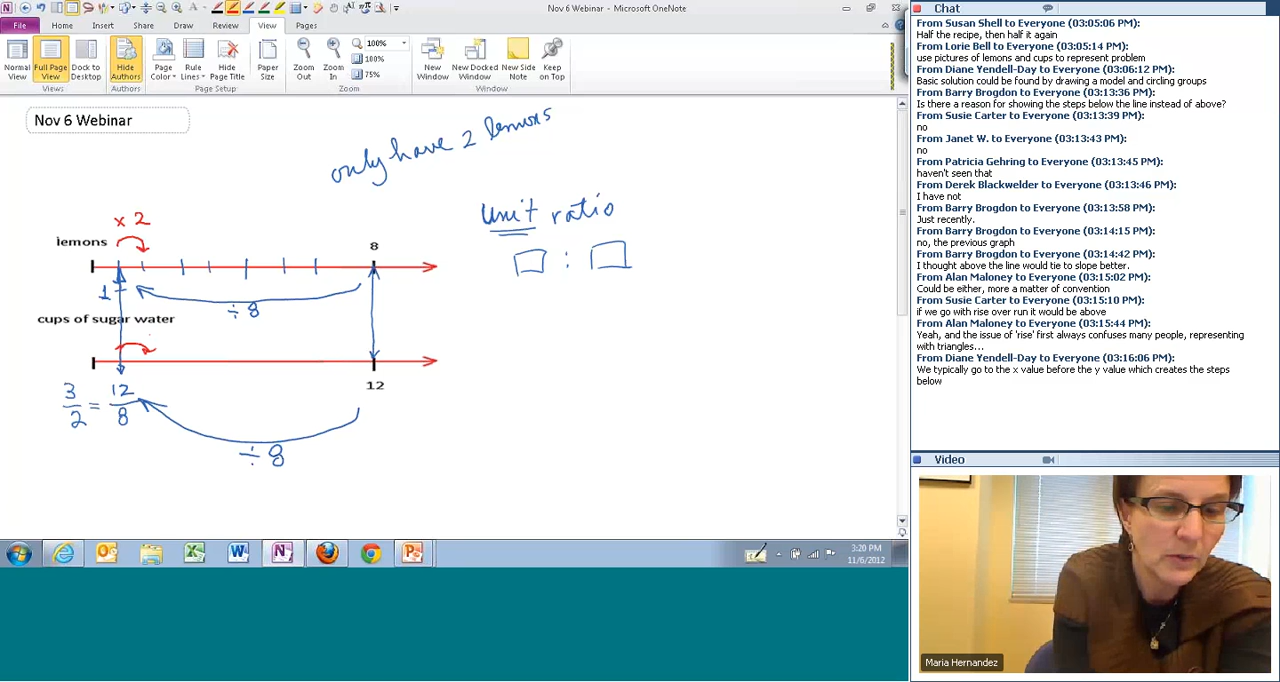 Nov 6 Webinar - Microsoft OneNote
File Home Insert Share Draw Review View Pages
Normal View
Full Page View
Dock to Desktop
Hide Authors
Page Color
Rule Lines
Hide Page Title
Paper Size
Zoom Out
Zoom In
100%
100%
75%
New Window
New Docked Window
New Side Note
Keep on Top
Views Authors Page Setup Zoom Window
Nov 6 Webinar
only have 2 lemons
unit ratio
:
x 2
lemons
8
1
÷ 8
cups of sugar water
12
3/2 = 12/8
÷ 8
3:20 PM
11/6/2012
Chat
From Susan Shell to Everyone (03:05:06 PM):
Half the recipe, then half it again
From Lorie Bell to Everyone (03:05:14 PM):
use pictures of lemons and cups to represent problem
From Diane Yendell-Day to Everyone (03:06:12 PM):
Basic solution could be found by drawing a model and circling groups
From Barry Brogdon to Everyone (03:13:36 PM):
Is there a reason for showing the steps below the line instead of above?
From Susie Carter to Everyone (03:13:39 PM):
no
From Janet W. to Everyone (03:13:43 PM):
no
From Patricia Gehring to Everyone (03:13:45 PM):
haven't seen that
From Derek Blackwelder to Everyone (03:13:46 PM):
I have not
From Barry Brogdon to Everyone (03:13:58 PM):
Just recently.
From Barry Brogdon to Everyone (03:14:15 PM):
no, the previous graph
From Barry Brogdon to Everyone (03:14:42 PM):
I thought above the line would tie to slope better.
From Alan Maloney to Everyone (03:15:02 PM):
Could be either, more a matter of convention
From Susie Carter to Everyone (03:15:10 PM):
if we go with rise over run it would be above
From Alan Maloney to Everyone (03:15:44 PM):
Yeah, and the issue of 'rise' first always confuses many people, representing
with triangles...
From Diane Yendell-Day to Everyone (03:16:06 PM):
We typically go to the x value before the y value which creates the steps
below
Video
Maria Hernandez